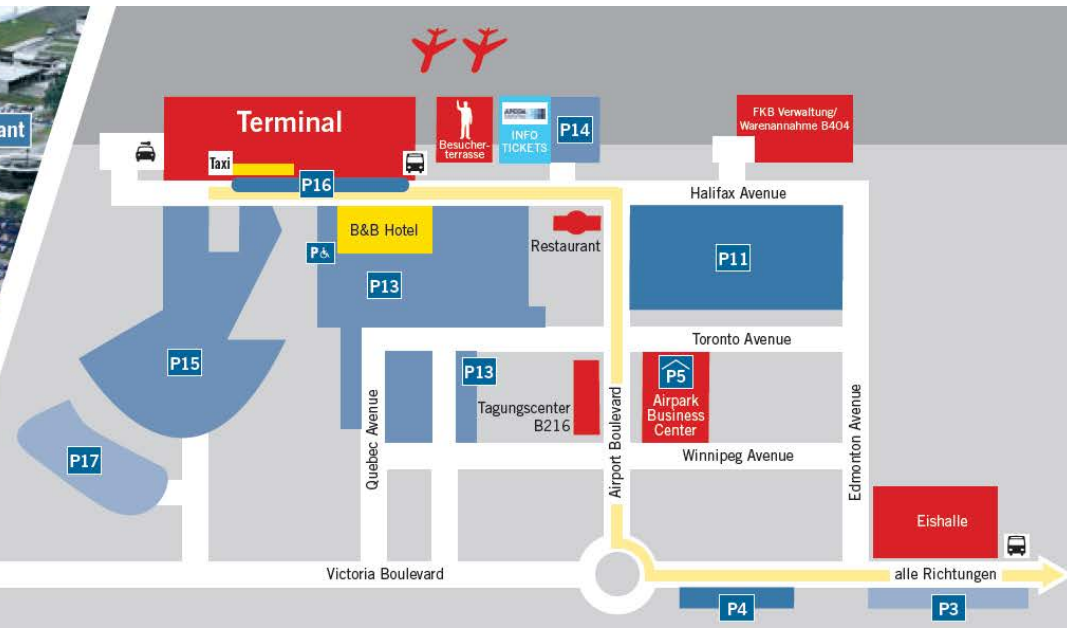 ant
Terminal
Taxi
P16
Besucher-
terrasse
INFO
TICKETS
P14
FKB Verwaltung/
Warenannahme B404
Halifax Avenue
B&B Hotel
P
P13
Restaurant
P11
Toronto Avenue
P15
P13
Tagungscenter
B216
P5
Airpark
Business
Center
Quebec Avenue
Airport Boulevard
Edmonton Avenue
Winnipeg Avenue
P17
Eishalle
Victoria Boulevard
alle Richtungen
P4
P3